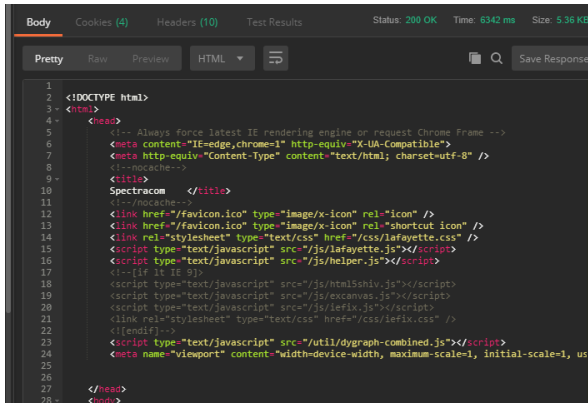 Body Cookies (4) Headers (10) Test Results Status: 200 OK Time: 6342 ms Size: 5.36 KB
Pretty Raw Preview HTML Save Response
1
2 <!DOCTYPE html>
3 <html>
4 <head>
5 <!-- Always force latest IE rendering engine or request Chrome Frame -->
6 <meta content="IE=edge,chrome=1" http-equiv="X-UA-Compatible">
7 <meta http-equiv="Content-Type" content="text/html; charset=utf-8" />
8 <!--nocache-->
9 <title>
10 Spectracom </title>
11 <!--/nocache-->
12 <link href="/favicon.ico" type="image/x-icon" rel="icon" />
13 <link href="/favicon.ico" type="image/x-icon" rel="shortcut icon" />
14 <link rel="stylesheet" type="text/css" href="/css/lafayette.css" />
15 <script type="text/javascript" src="/js/lafayette.js"></script>
16 <script type="text/javascript" src="/js/helper.js"></script>
17 <!--[if lt IE 9]>
18 <script type="text/javascript" src="/js/html5shiv.js"></script>
19 <script type="text/javascript" src="/js/excanvas.js"></script>
20 <script type="text/javascript" src="/js/iefix.js"></script>
21 <link rel="stylesheet" type="text/css" href="/css/iefix.css" />
22 <![endif]-->
23 <script type="text/javascript" src="/util/dygraph-combined.js"></script>
24 <meta name="viewport" content="width=device-width, maximum-scale=1, initial-scale=1, us
25
26
27 </head>
28 <body>